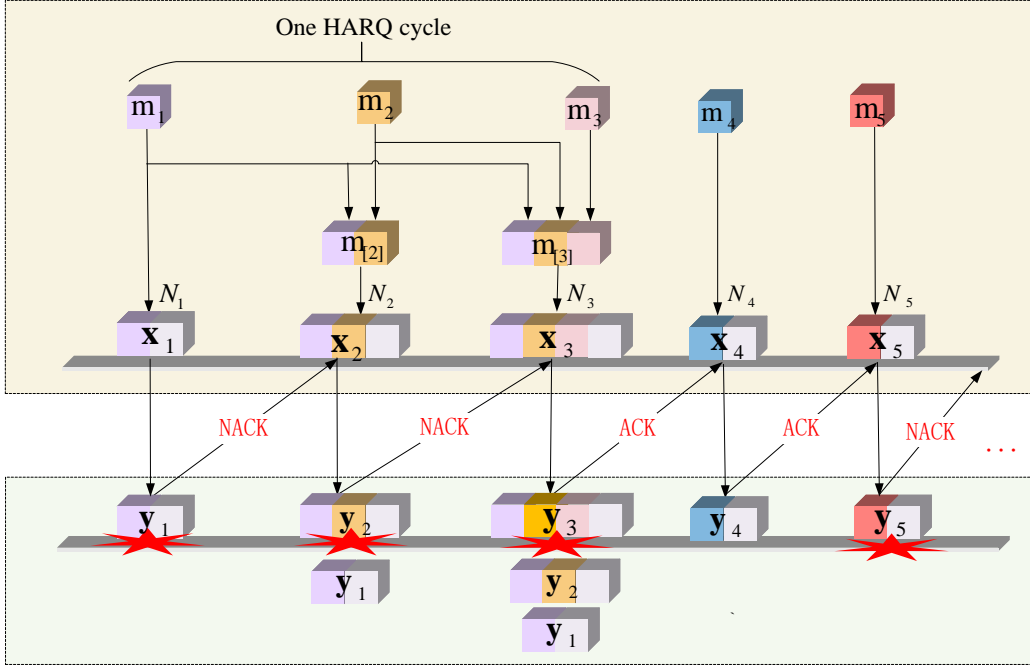 One HARQ cycle
m1 m2 m3 m4 m5
m[2] m[3]
N1 N2 N3 N4 N5
x1 x2 x3 x4 x5
NACK NACK ACK ACK NACK ...
y1 y2 y3 y4 y5
y1 y2
y1